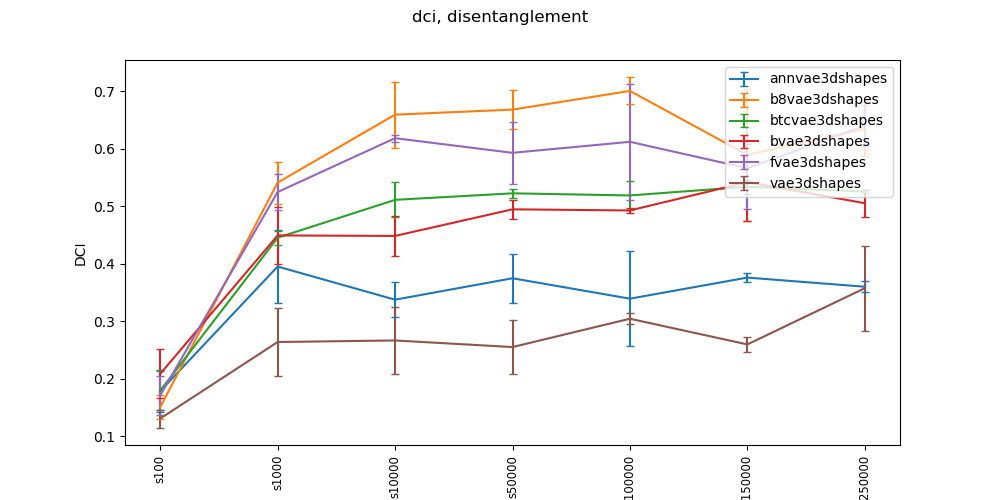 dci, disentanglement
DCI
0.7
0.6
0.5
0.4
0.3
0.2
0.1
annvae3dshapes
b8vae3dshapes
btcvae3dshapes
bvae3dshapes
fvae3dshapes
vae3dshapes
s100
s1000
s10000
s50000
100000
150000
250000